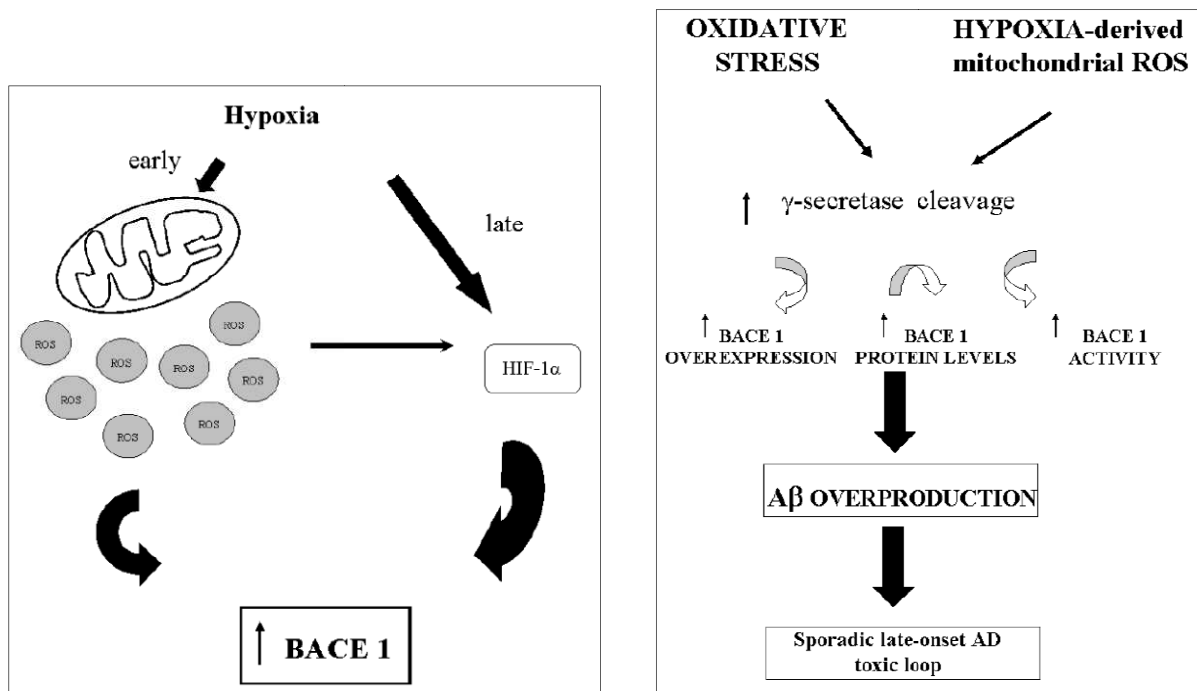 Hypoxia
early
late
ROS
ROS
ROS
ROS
ROS
ROS
ROS
ROS
HIF-1α
BACE 1
OXIDATIVE
STRESS
HYPOXIA-derived
mitochondrial ROS
γ-secretase cleavage
BACE 1
OVEREXPRESSION
BACE 1
PROTEIN LEVELS
BACE 1
ACTIVITY
Aβ OVERPRODUCTION
Sporadic late-onset AD
toxic loop